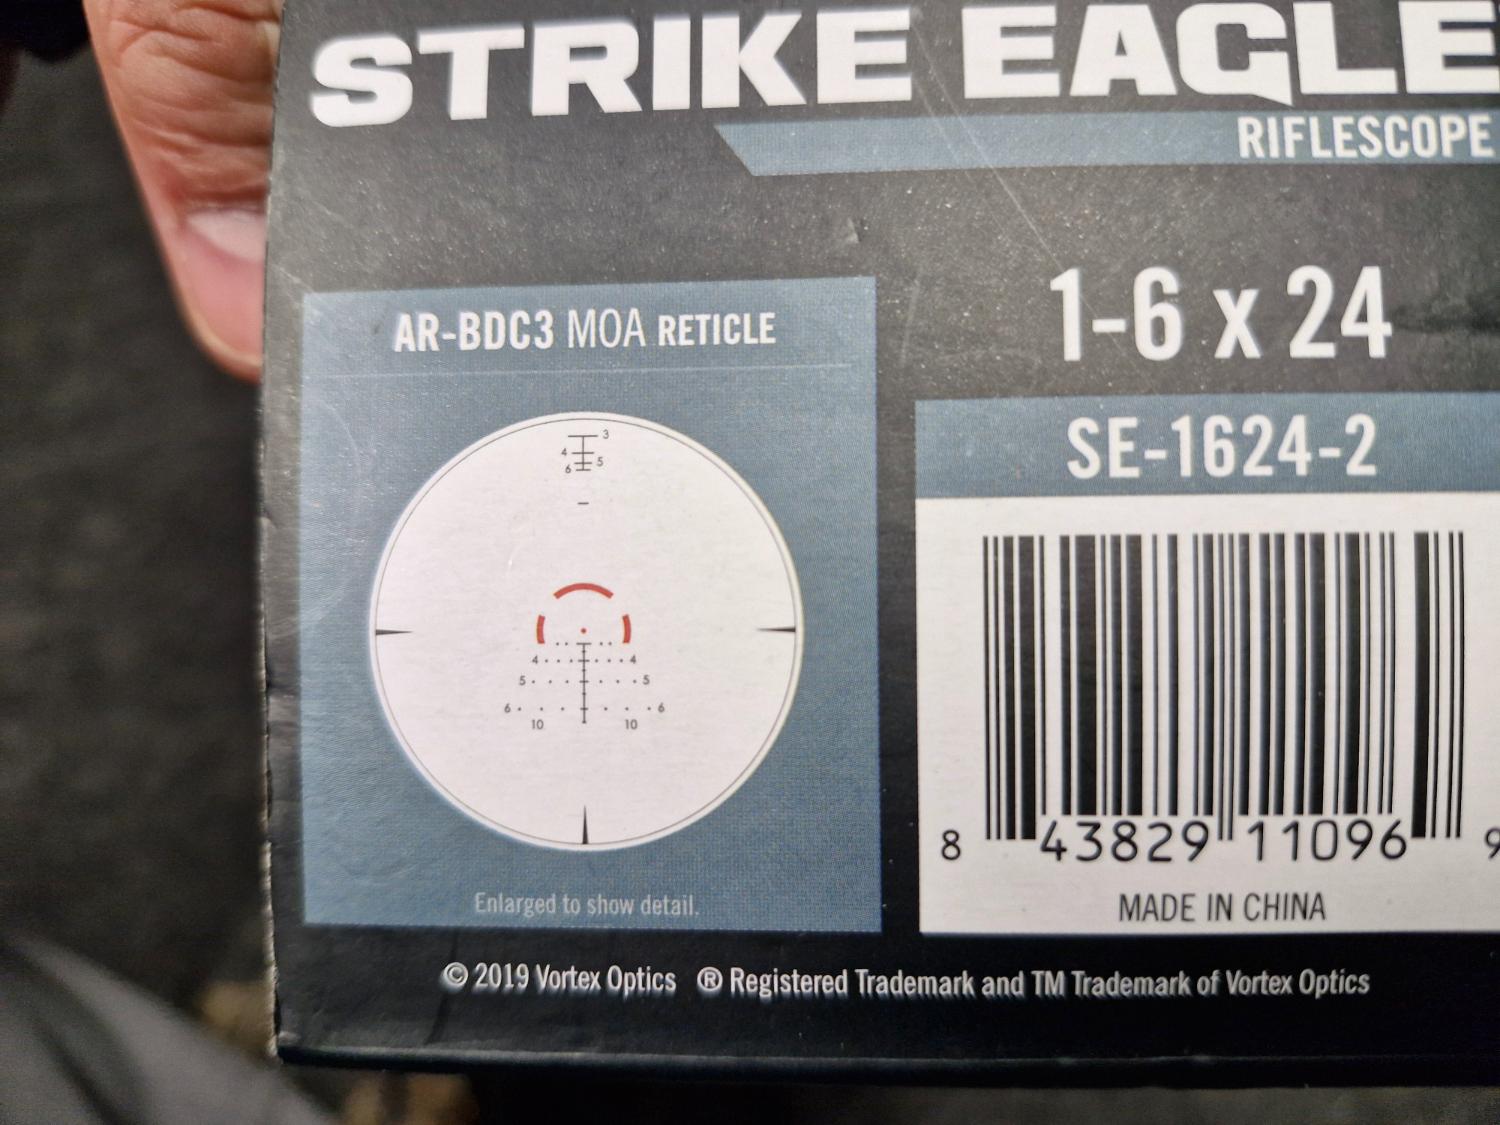 STRIKE EAGLE
RIFLESCOPE
AR-BDC3 MOA RETICLE
3
4
5
6
4 4
5 5
6 6
10 10
Enlarged to show detail.
1-6 x 24
SE-1624-2
8 43829 11096 9
MADE IN CHINA
© 2019 Vortex Optics ® Registered Trademark and TM Trademark of Vortex Optics